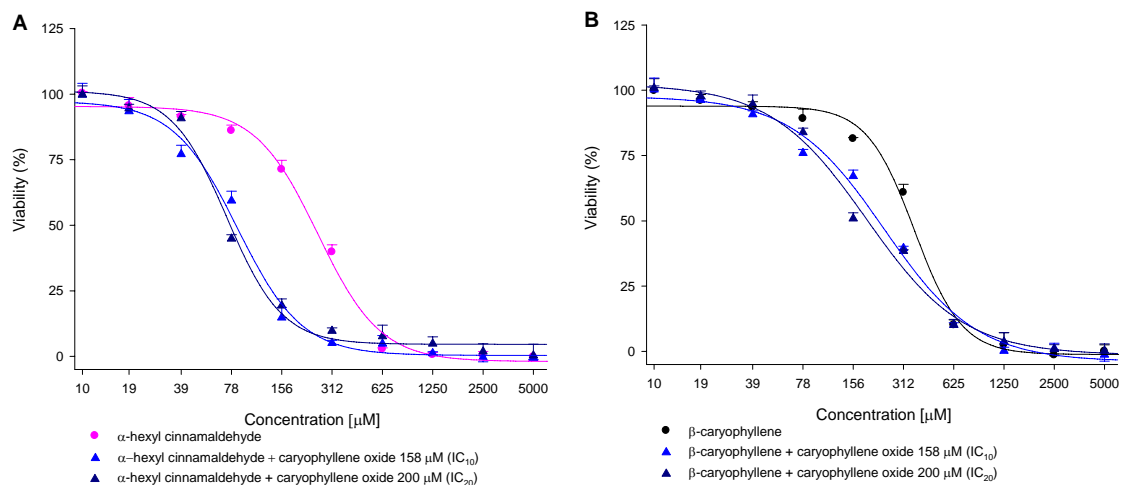 A
125
100
75
50
25
0
Viability (%)
10 19 39 78 156 312 625 1250 2500 5000
Concentration [μM]
α-hexyl cinnamaldehyde
α−hexyl cinnamaldehyde + caryophyllene oxide 158 μM (IC10)
α-hexyl cinnamaldehyde + caryophyllene oxide 200 μM (IC20)
B
125
100
75
50
25
0
Viability (%)
10 19 39 78 156 312 625 1250 2500 5000
Concentration [μM]
β-caryophyllene
β-caryophyllene + caryophyllene oxide 158 μM (IC10)
β-caryophyllene + caryophyllene oxide 200 μM (IC20)